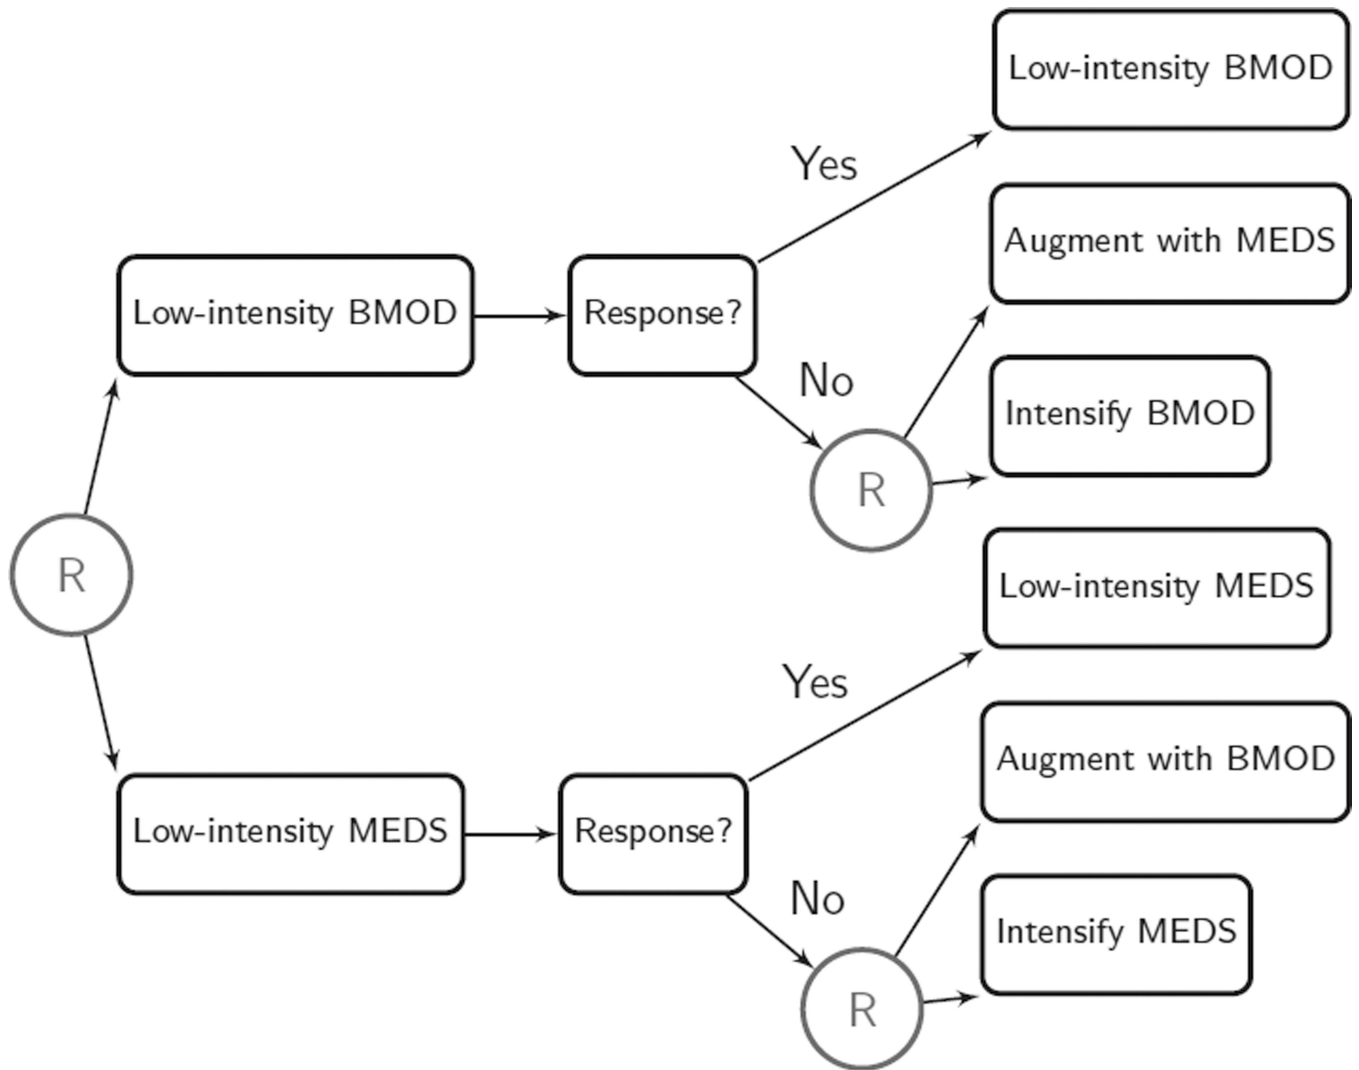 Low-intensity BMOD
Yes
Augment with MEDS
Low-intensity BMOD
Response?
No
Intensify BMOD
R
R
Low-intensity MEDS
Yes
Augment with BMOD
Low-intensity MEDS
Response?
No
Intensify MEDS
R